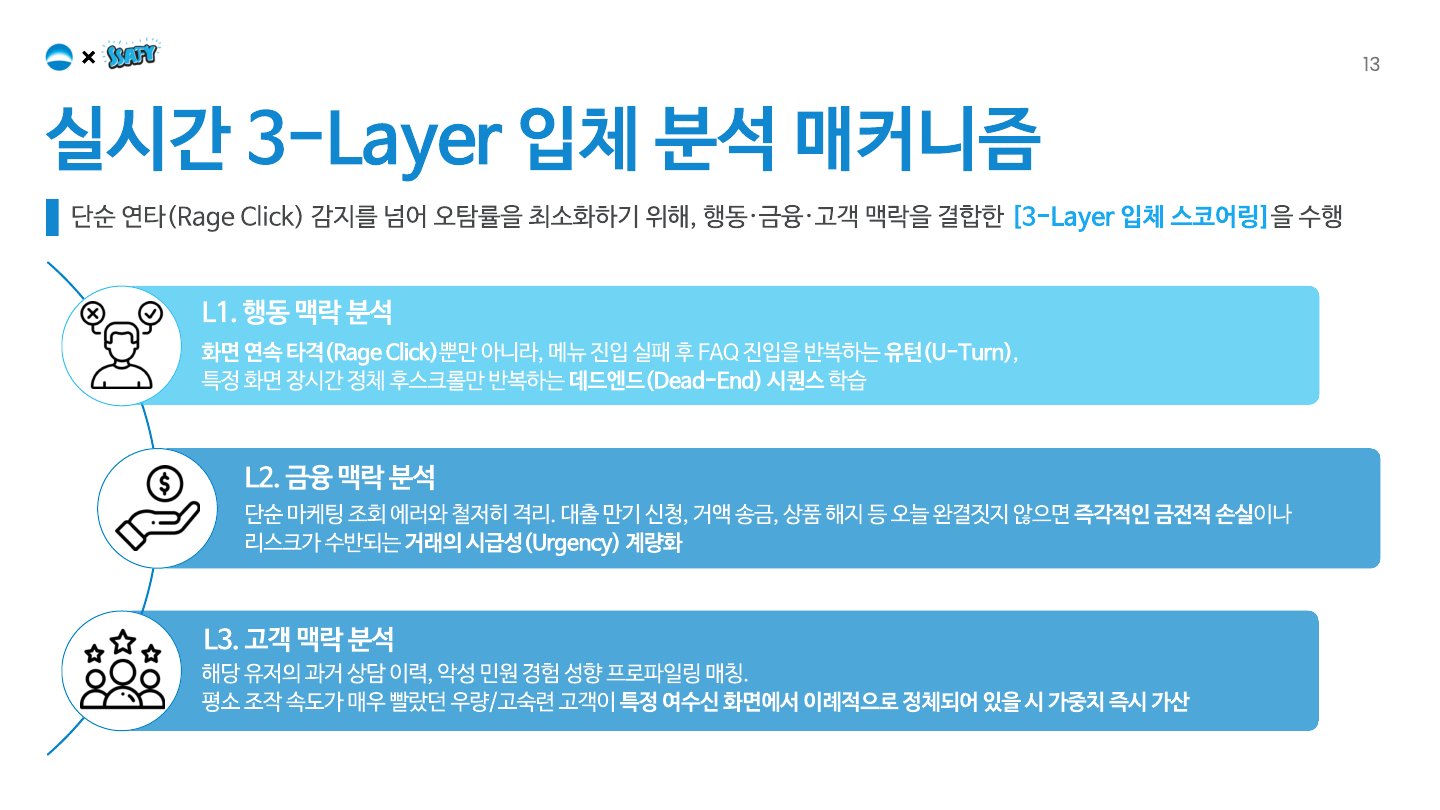 × SSAFY
13
실시간 3-Layer 입체 분석 매커니즘
단순 연타(Rage Click) 감지를 넘어 오탐률을 최소화하기 위해, 행동·금융·고객 맥락을 결합한 [3-Layer 입체 스코어링]을 수행
L1. 행동 맥락 분석
화면 연속 타격(Rage Click)뿐만 아니라, 메뉴 진입 실패 후 FAQ 진입을 반복하는 유턴(U-Turn),
특정 화면 장시간 정체 후스크롤만 반복하는 데드엔드(Dead-End) 시퀀스 학습
L2. 금융 맥락 분석
단순 마케팅 조회 에러와 철저히 격리. 대출 만기 신청, 거액 송금, 상품 해지 등 오늘 완결짓지 않으면 즉각적인 금전적 손실이나
리스크가 수반되는 거래의 시급성(Urgency) 계량화
L3. 고객 맥락 분석
해당 유저의 과거 상담 이력, 악성 민원 경험 성향 프로파일링 매칭.
평소 조작 속도가 매우 빨랐던 우량/고숙련 고객이 특정 여수신 화면에서 이례적으로 정체되어 있을 시 가중치 즉시 가산